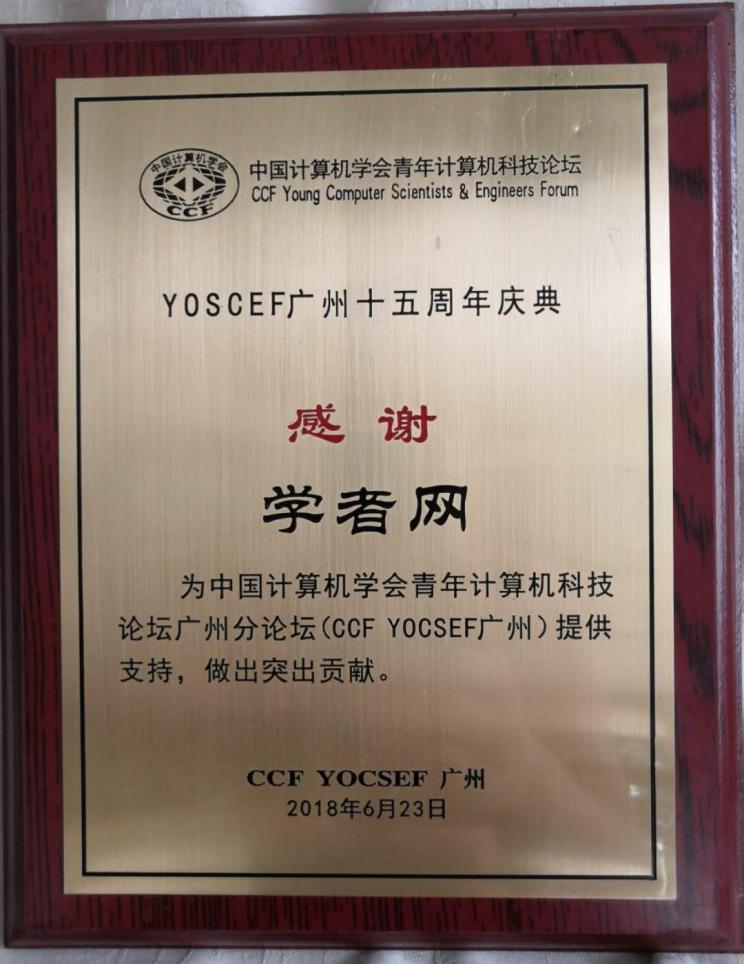 中国计算机学会
CCF
中国计算机学会青年计算机科技论坛
CCF Young Computer Scientists & Engineers Forum
YOSCEF广州十五周年庆典
感谢
学者网
为中国计算机学会青年计算机科技
论坛广州分论坛(CCF YOCSEF广州)提供
支持，做出突出贡献。
CCF YOCSEF 广州
2018年6月23日